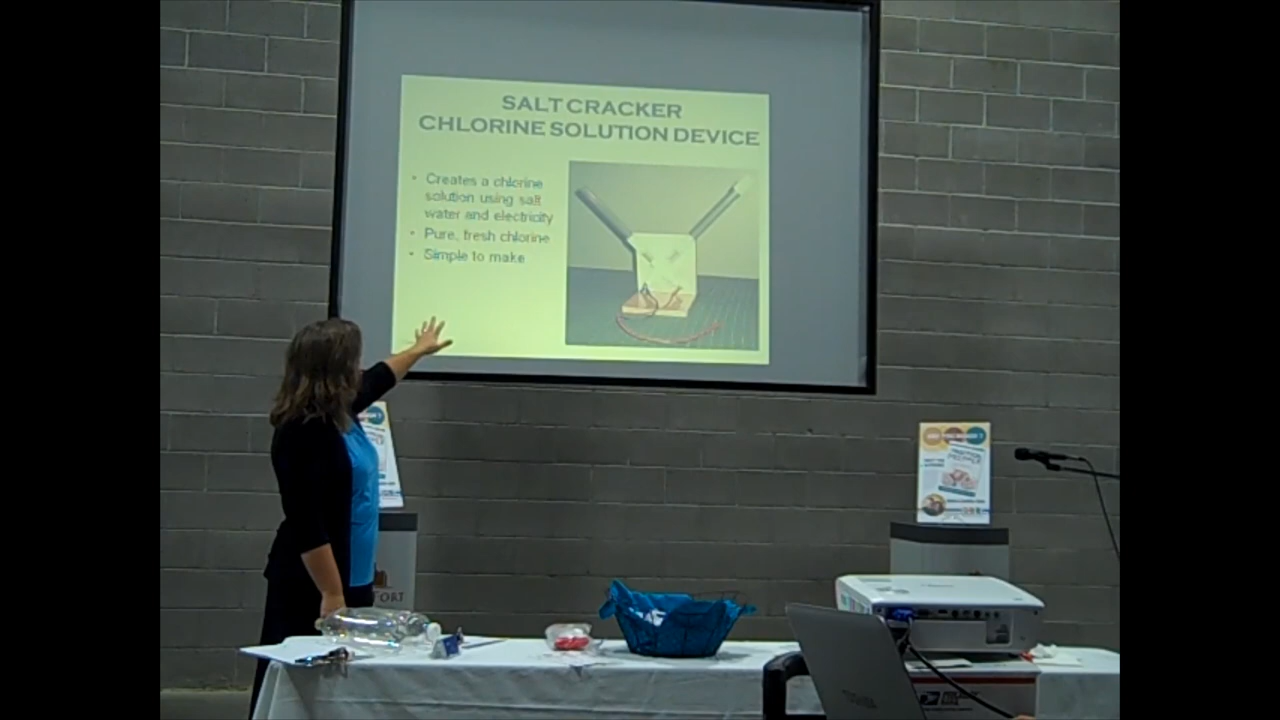 SALT CRACKER
CHLORINE SOLUTION DEVICE
• Creates a chlorine
solution using salt
water and electricity
• Pure, fresh chlorine
• Simple to make